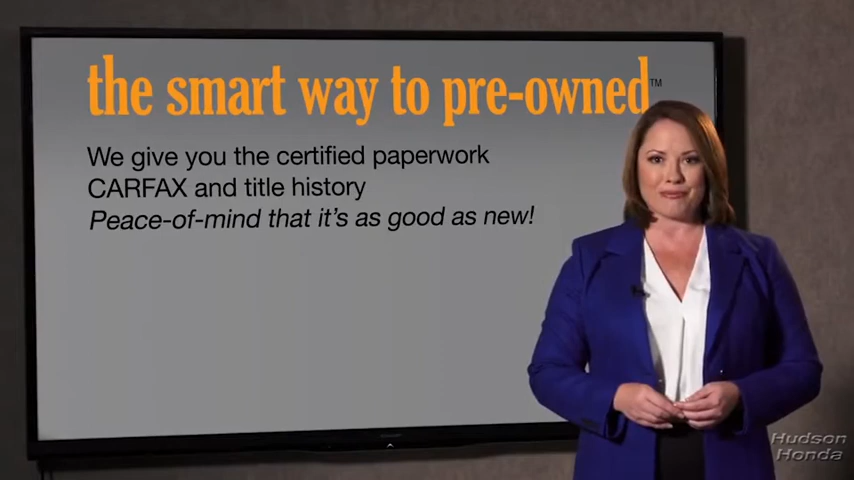 the smart way to pre-owned™
We give you the certified paperwork
CARFAX and title history
Peace-of-mind that it's as good as new!
Hudson
Honda